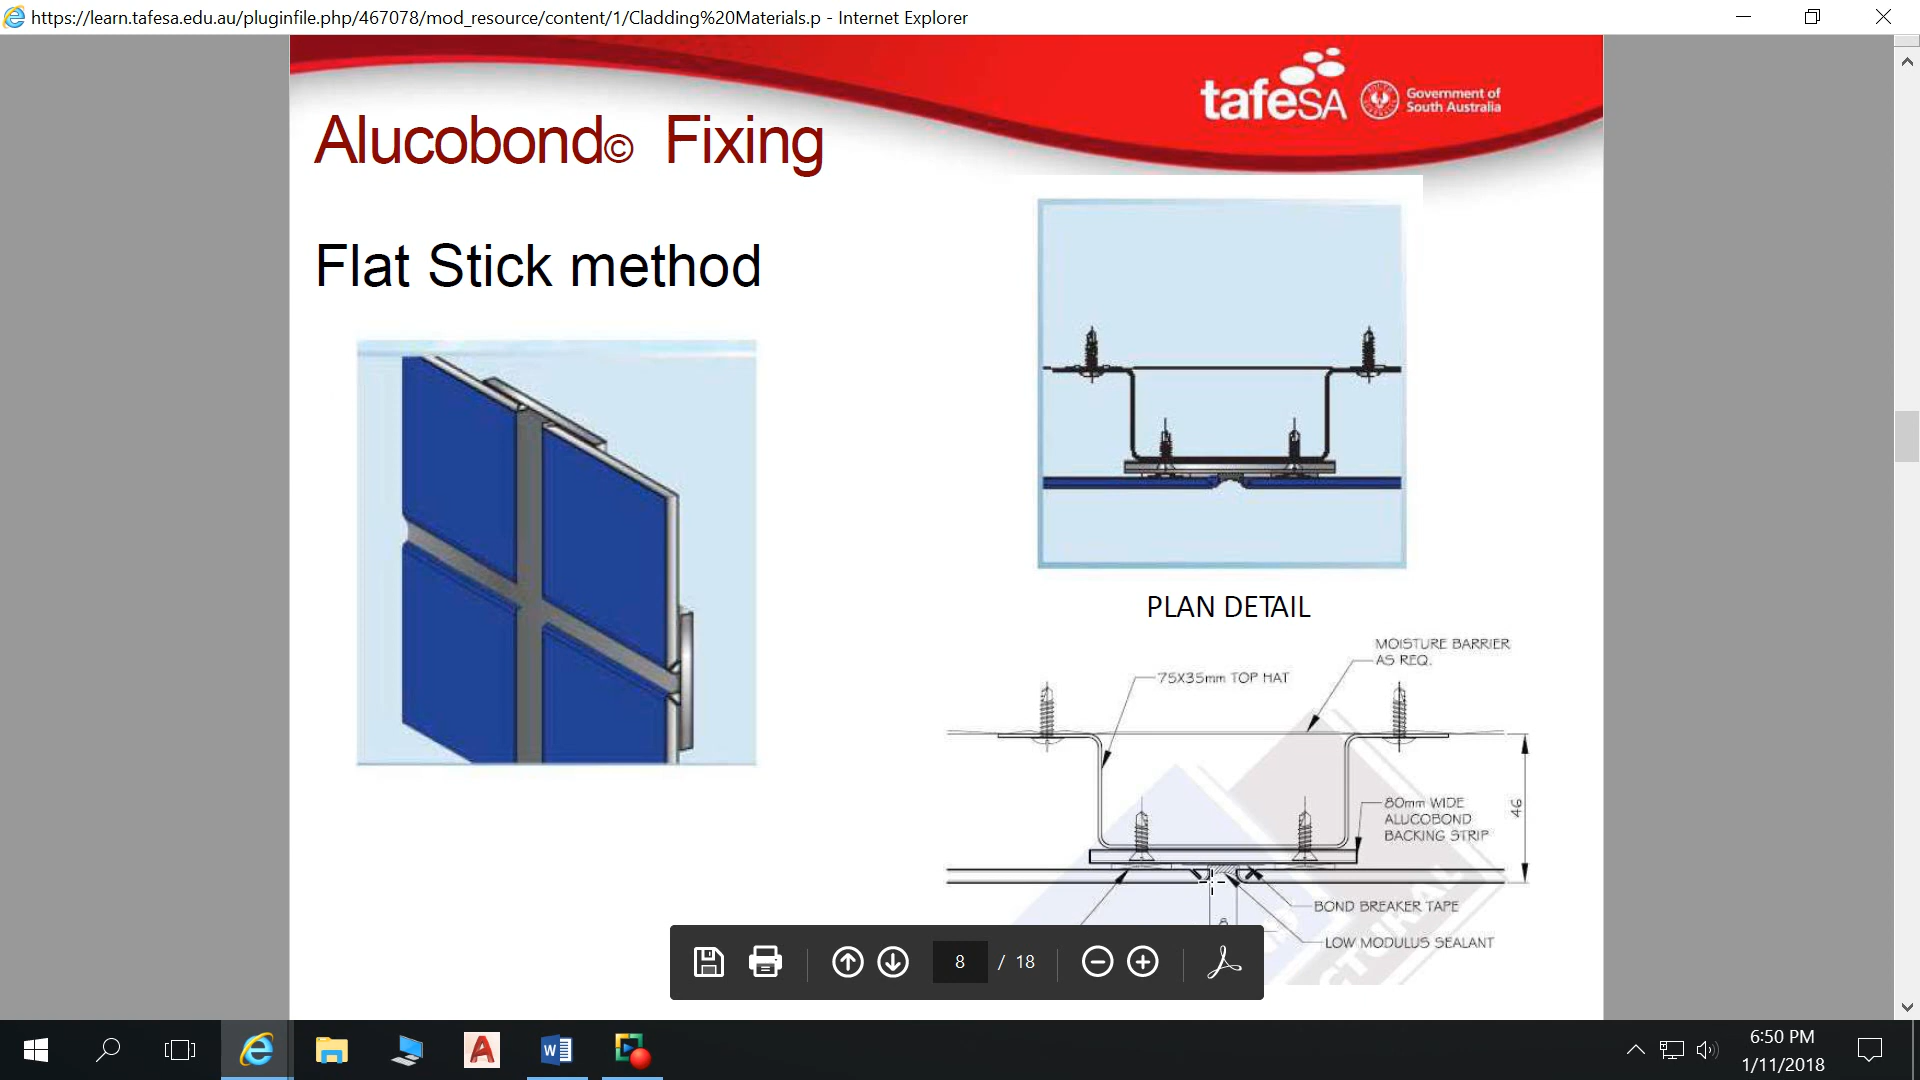 https://learn.tafesa.edu.au/pluginfile.php/467078/mod_resource/content/1/Cladding%20Materials.p - Internet Explorer
tafeSA
Government of
South Australia
Alucobond© Fixing
Flat Stick method
PLAN DETAIL
MOISTURE BARRIER
AS REQ.
75X35mm TOP HAT
80mm WIDE
ALUCOBOND
BACKING STRIP
46
BOND BREAKER TAPE
8
LOW MODULUS SEALANT
8 / 18
6:50 PM
1/11/2018